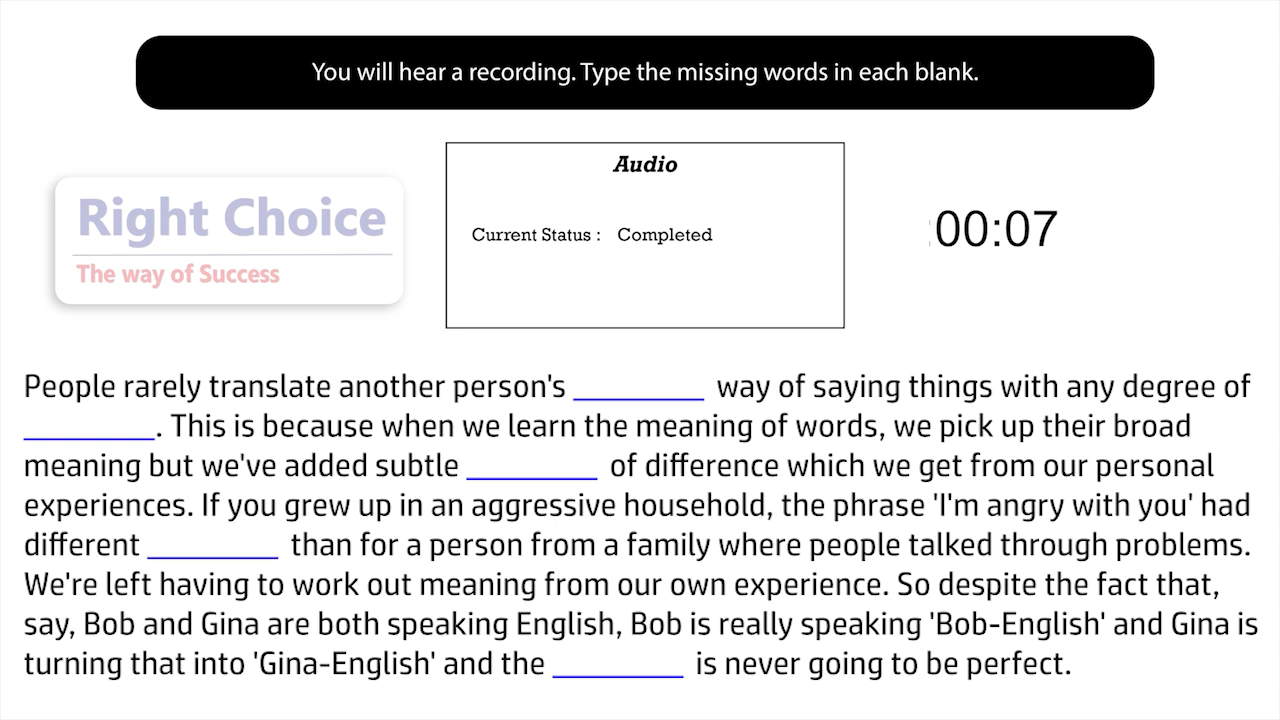 You will hear a recording. Type the missing words in each blank.
Audio
Right Choice
The way of Success
Current Status : Completed
:00:07
People rarely translate another person's ________ way of saying things with any degree of
________. This is because when we learn the meaning of words, we pick up their broad
meaning but we've added subtle ________ of difference which we get from our personal
experiences. If you grew up in an aggressive household, the phrase 'I'm angry with you' had
different ________ than for a person from a family where people talked through problems.
We're left having to work out meaning from our own experience. So despite the fact that,
say, Bob and Gina are both speaking English, Bob is really speaking 'Bob-English' and Gina is
turning that into 'Gina-English' and the ________ is never going to be perfect.